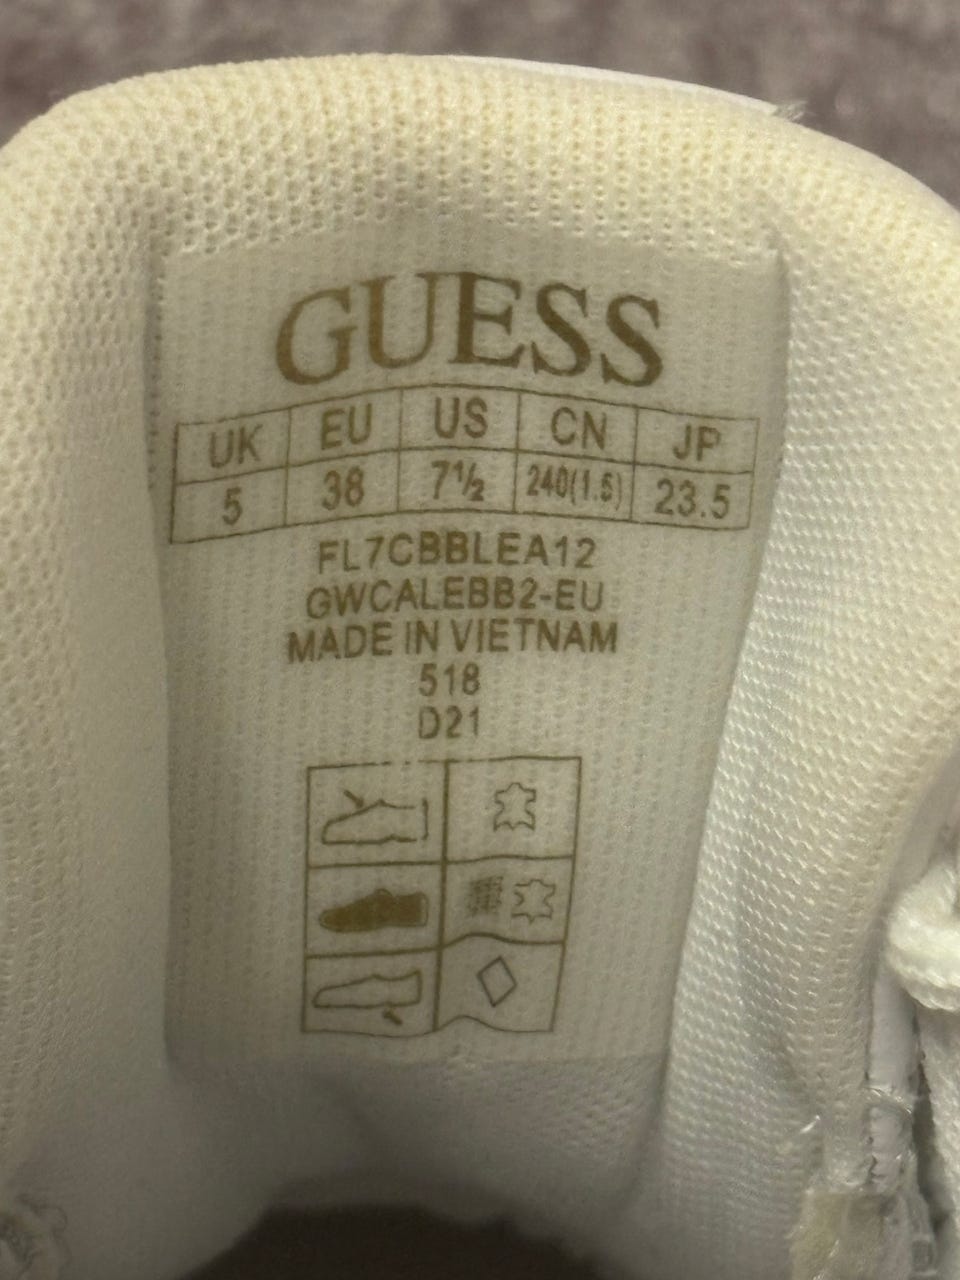 GUESS
UK EU US CN JP
5 38 7½ 240(1.5) 23.5
FL7CBBLEA12
GWCALEBB2-EU
MADE IN VIETNAM
518
D21